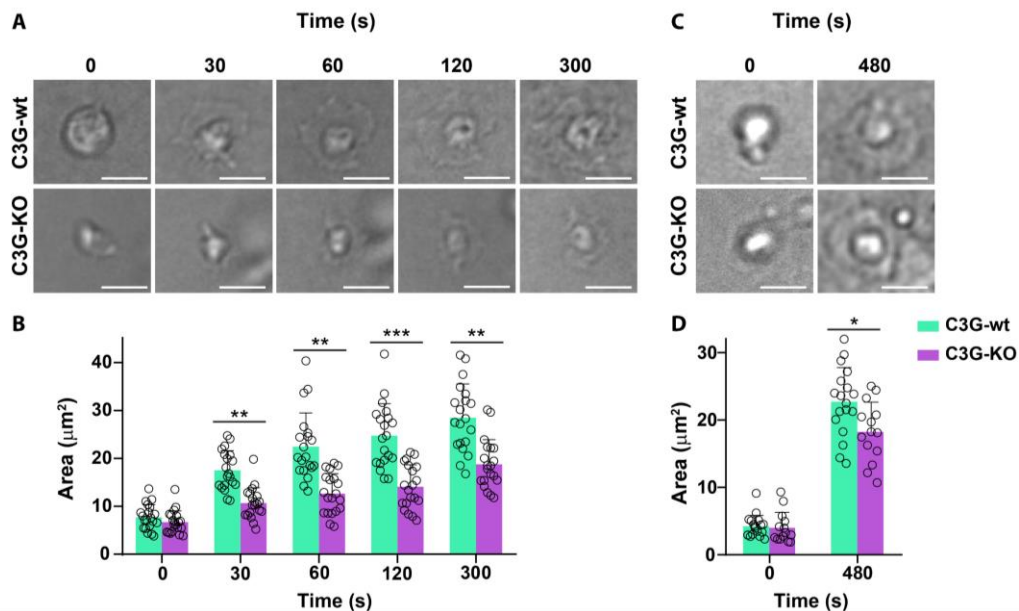 A
Time (s)
0 30 60 120 300
C3G-wt
C3G-KO
C
Time (s)
0 480
C3G-wt
C3G-KO
B
Area (μm²)
40
30
20
10
0
** ** *** **
0 30 60 120 300
Time (s)
D
Area (μm²)
30
20
10
0
*
0 480
Time (s)
C3G-wt
C3G-KO